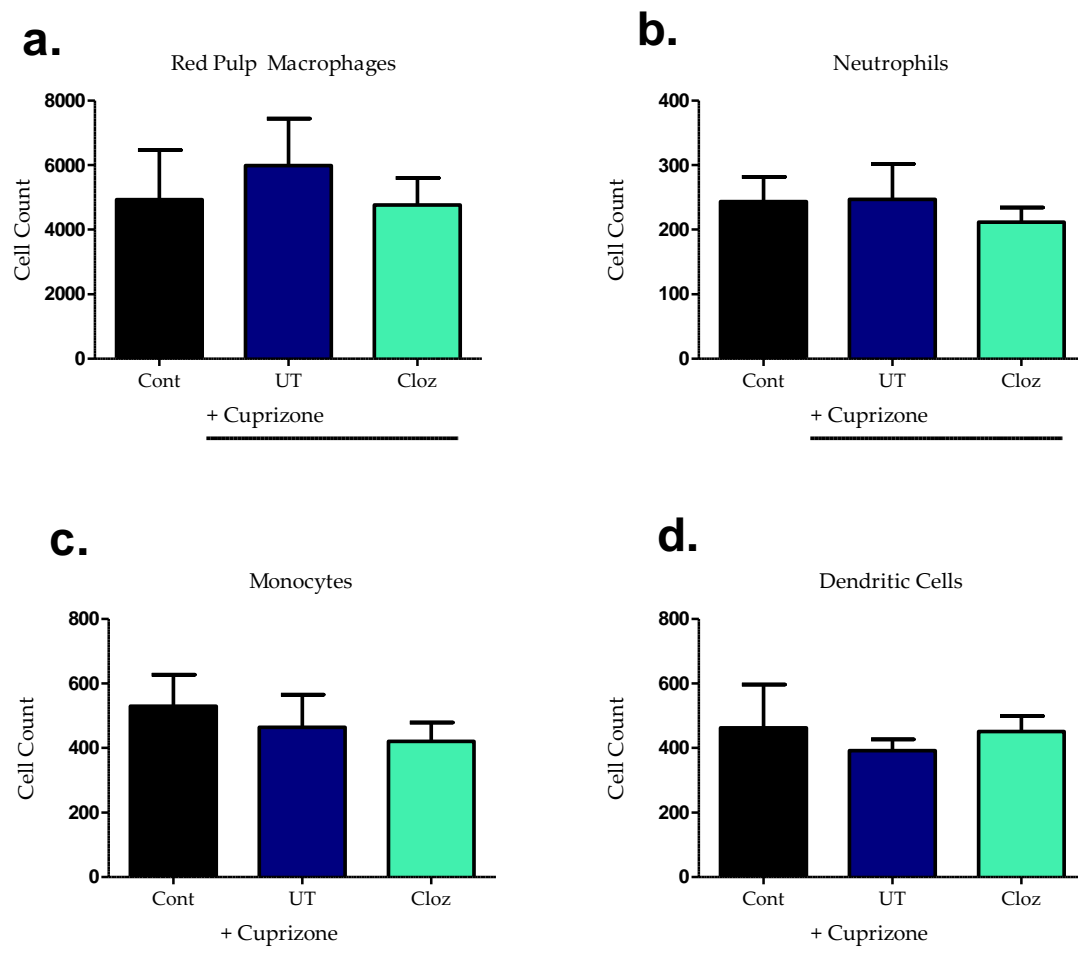 a.
Red Pulp Macrophages
Cell Count
8000
6000
4000
2000
0
Cont UT Cloz
+ Cuprizone
b.
Neutrophils
Cell Count
400
300
200
100
0
Cont UT Cloz
+ Cuprizone
c.
Monocytes
Cell Count
800
600
400
200
0
Cont UT Cloz
+ Cuprizone
d.
Dendritic Cells
Cell Count
800
600
400
200
0
Cont UT Cloz
+ Cuprizone